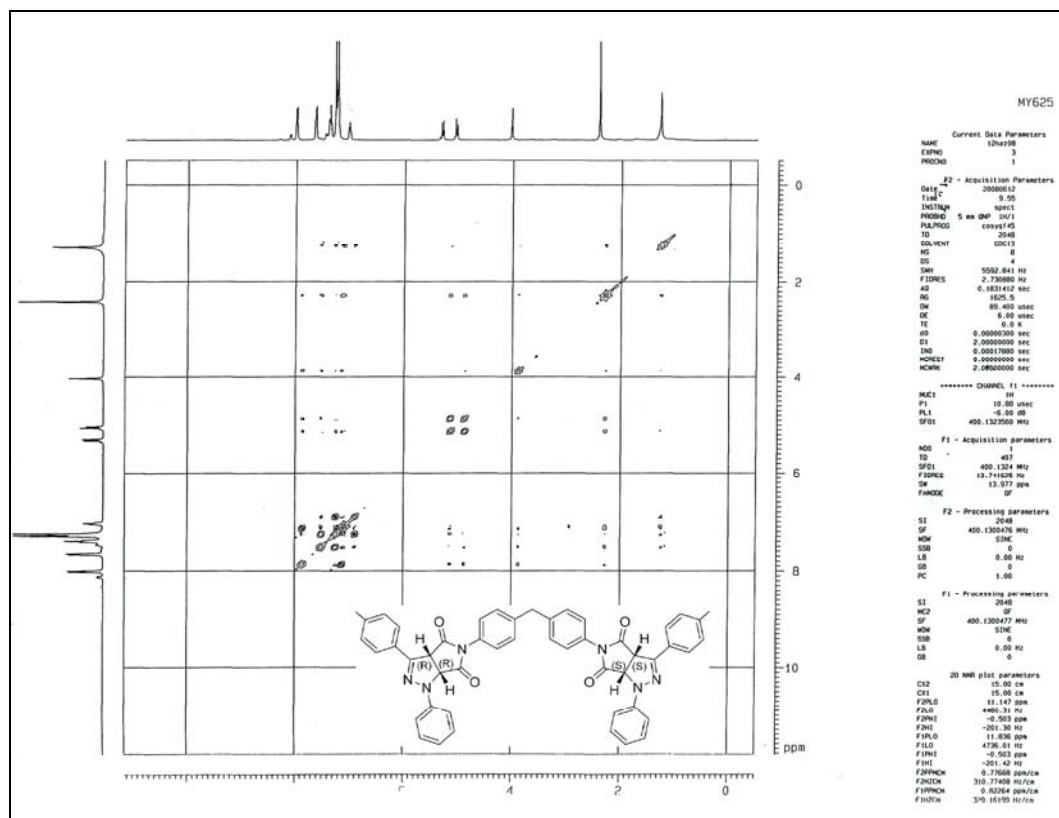 MY625
Current Data Parameters
NAME 12haz08
EXPNO 3
PROCNO 1
F2 - Acquisition Parameters
Date_ 20080612
Time 9.55
INSTRUM spect
PROBHD 5 mm QNP 1H/1
PULPROG cosyqf45
TD 2048
SOLVENT CDCl3
NS 8
DS 4
SWH 5592.841 Hz
FIDRES 2.730880 Hz
AQ 0.1831412 sec
RG 1625.5
DW 89.400 usec
DE 6.00 usec
TE 0.0 K
d0 0.00000300 sec
D1 2.00000000 sec
IN0 0.00017880 sec
MCREST 0.00000000 sec
MCWRK 2.00000000 sec
******** CHANNEL f1 ********
NUC1 1H
P1 10.00 usec
PL1 -6.00 dB
SFO1 400.1323560 MHz
F1 - Acquisition parameters
ND0 1
TD 407
SFO1 400.1324 MHz
FIDRES 13.741626 Hz
SW 13.977 ppm
FnMODE QF
F2 - Processing parameters
SI 2048
SF 400.1300476 MHz
WDW SINE
SSB 0
LB 0.00 Hz
GB 0
PC 1.00
F1 - Processing parameters
SI 2048
MC2 QF
SF 400.1300477 MHz
WDW SINE
SSB 0
LB 0.00 Hz
GB 0
2D NMR plot parameters
CX2 15.00 cm
CX1 15.00 cm
F2PLO 11.147 ppm
F2LO 4460.31 Hz
F2PHI -0.503 ppm
F2HI -201.30 Hz
F1PLO 11.836 ppm
F1LO 4736.01 Hz
F1PHI -0.503 ppm
F1HI -201.42 Hz
F2PPMCM 0.77668 ppm/cm
F2HZCM 310.77408 Hz/cm
F1PPMCM 0.82264 ppm/cm
F1HZCM 329.16199 Hz/cm
0
2
4
6
8
10
ppm
4 2 0
O O
H H
(R) (R) N N (S) (S)
O O
N N H H N N